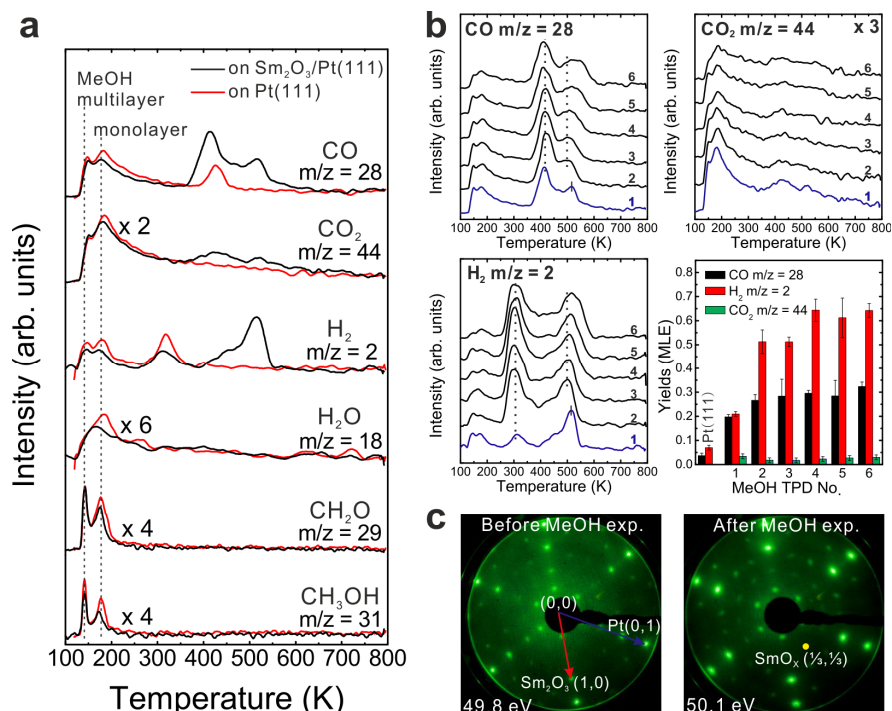 a
on Sm₂O₃/Pt(111)
on Pt(111)
MeOH
multilayer
monolayer
CO
m/z = 28
x 2
CO₂
m/z = 44
H₂
m/z = 2
x 6
H₂O
m/z = 18
x 4
CH₂O
m/z = 29
x 4
CH₃OH
m/z = 31
Intensity (arb. units)
100 200 300 400 500 600 700 800
Temperature (K)
b
CO m/z = 28
6
5
4
3
2
1
Intensity (arb. units)
100 200 300 400 500 600 700 800
Temperature (K)
CO₂ m/z = 44 x 3
6
5
4
3
2
1
Intensity (arb. units)
100 200 300 400 500 600 700 800
Temperature (K)
H₂ m/z = 2
6
5
4
3
2
1
Intensity (arb. units)
100 200 300 400 500 600 700 800
Temperature (K)
CO m/z = 28
H₂ m/z = 2
CO₂ m/z = 44
Yields (MLE)
0.8
0.7
0.6
0.5
0.4
0.3
0.2
0.1
0.0
Pt(111)
1 2 3 4 5 6
MeOH TPD No.
c
Before MeOH exp.
(0,0)
Pt(0,1)
Sm₂O₃ (1,0)
49.8 eV
After MeOH exp.
SmOₓ (⅓,⅓)
50.1 eV